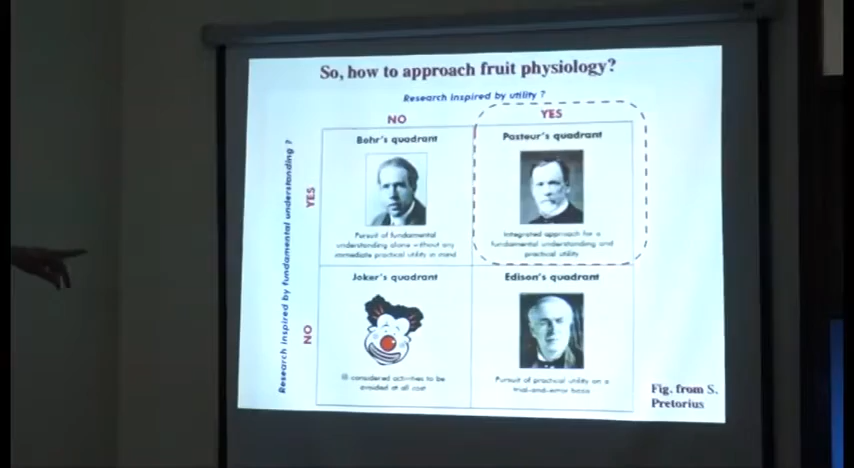 So, how to approach fruit physiology?
Research inspired by utility ?
NO
YES
Research inspired by fundamental understanding ?
YES
Bohr's quadrant
Pasteur's quadrant
Pursuit of fundamental
understanding alone without any
immediate practical utility in mind
Integrated approach for a
fundamental understanding and
practical utility
NO
Joker's quadrant
Edison's quadrant
Ill-considered activities to be
avoided at all cost
Pursuit of practical utility on a
trial-and-error basis
Fig. from S.
Pretorius